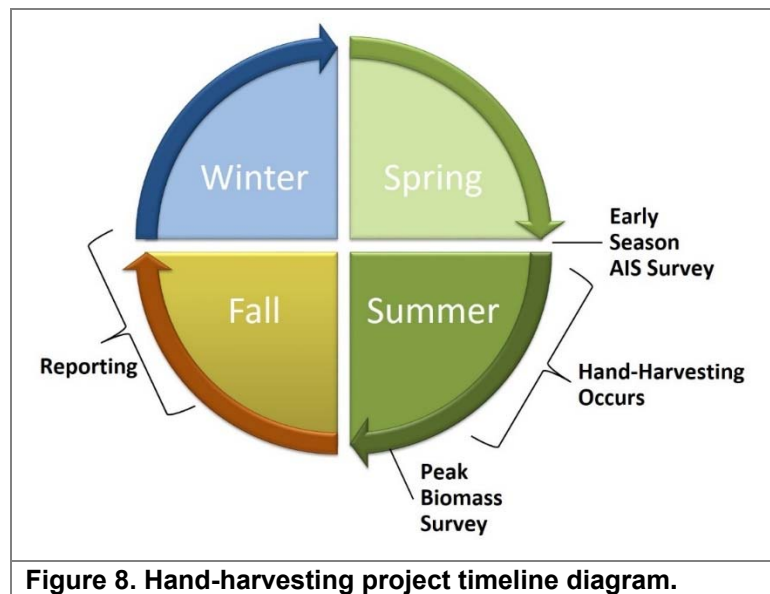 Winter
Spring
Early
Season
AIS Survey
Fall
Summer
Reporting
Hand-Harvesting
Occurs
Peak
Biomass
Survey
Figure 8. Hand-harvesting project timeline diagram.